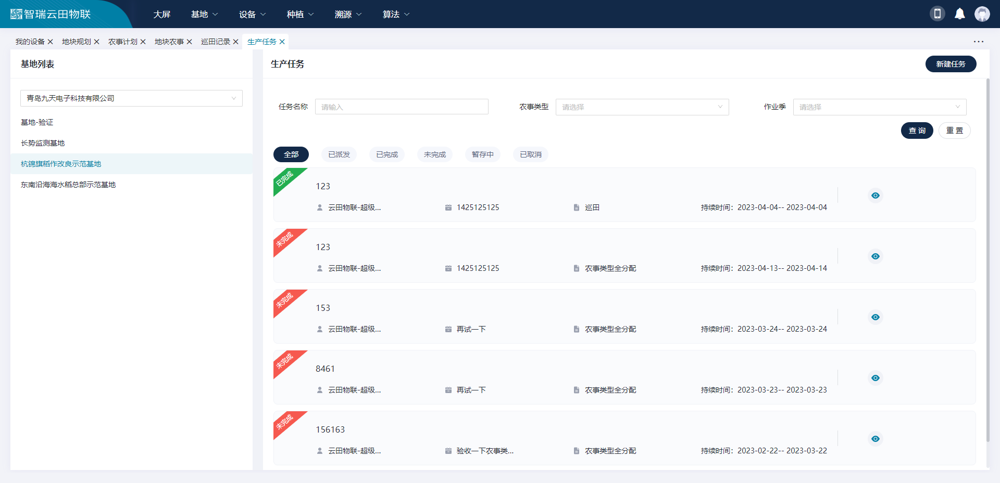 智瑞云田物联
大屏 基地 设备 种植 溯源 算法
我的设备 地块规划 农事计划 地块农事 巡田记录 生产任务 ...
基地列表
青岛九天电子科技有限公司
基地-验证
长势监测基地
杭锦旗稻作改良示范基地
东南沿海海水稻总部示范基地
生产任务 新建任务
任务名称 请输入 农事类型 请选择 作业季 请选择
查询 重置
全部 已派发 已完成 未完成 暂存中 已取消
已完成
123
云田物联-超级... 1425125125 巡田 持续时间：2023-04-04-- 2023-04-04
未完成
123
云田物联-超级... 1425125125 农事类型全分配 持续时间：2023-04-13-- 2023-04-14
未完成
153
云田物联-超级... 再试一下 农事类型全分配 持续时间：2023-03-24-- 2023-03-24
未完成
8461
云田物联-超级... 再试一下 农事类型全分配 持续时间：2023-03-23-- 2023-03-23
未完成
156163
云田物联-超级... 验收一下农事类... 农事类型全分配 持续时间：2023-02-22-- 2023-03-22